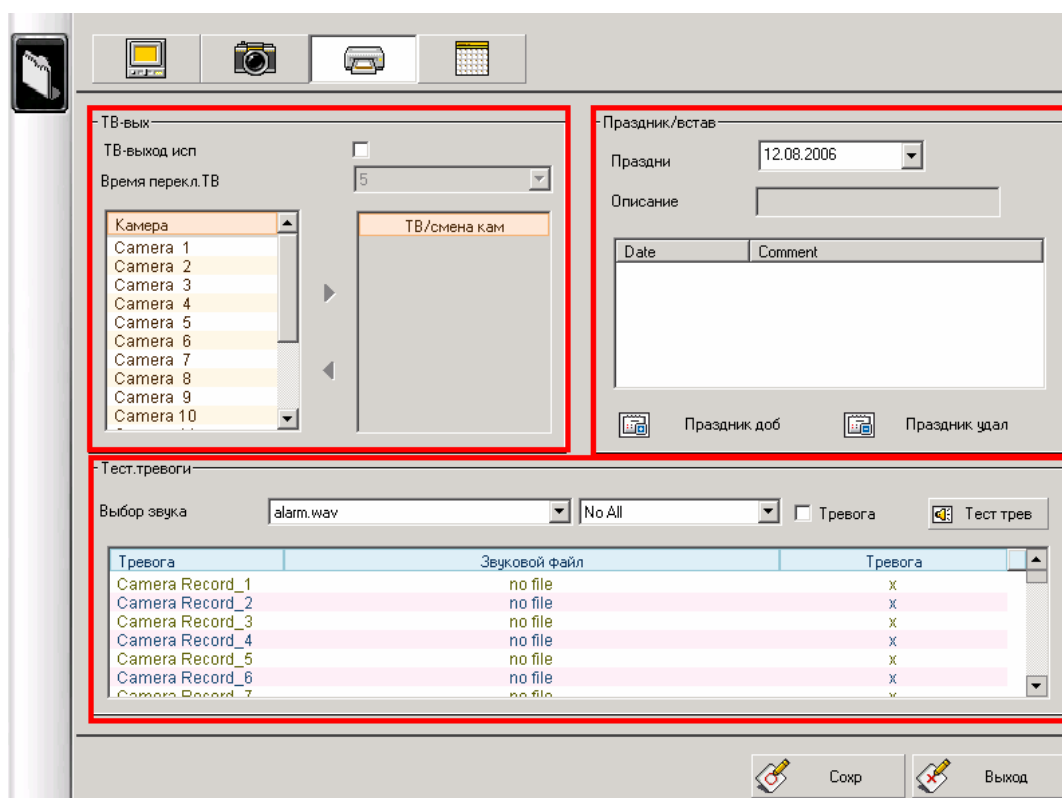 ТВ-вых
ТВ-выход исп
Время перекл.ТВ
5
Камера
Camera 1
Camera 2
Camera 3
Camera 4
Camera 5
Camera 6
Camera 7
Camera 8
Camera 9
Camera 10
ТВ/смена кам
Праздник/встав
Праздни
12.08.2006
Описание
Date Comment
Праздник доб
Праздник удал
Тест.тревоги
Выбор звука
alarm.wav
No All
Тревога
Тест трев
Тревога Звуковой файл Тревога
Camera Record_1 no file x
Camera Record_2 no file x
Camera Record_3 no file x
Camera Record_4 no file x
Camera Record_5 no file x
Camera Record_6 no file x
Camera Record_7 no file x
Сохр
Выход